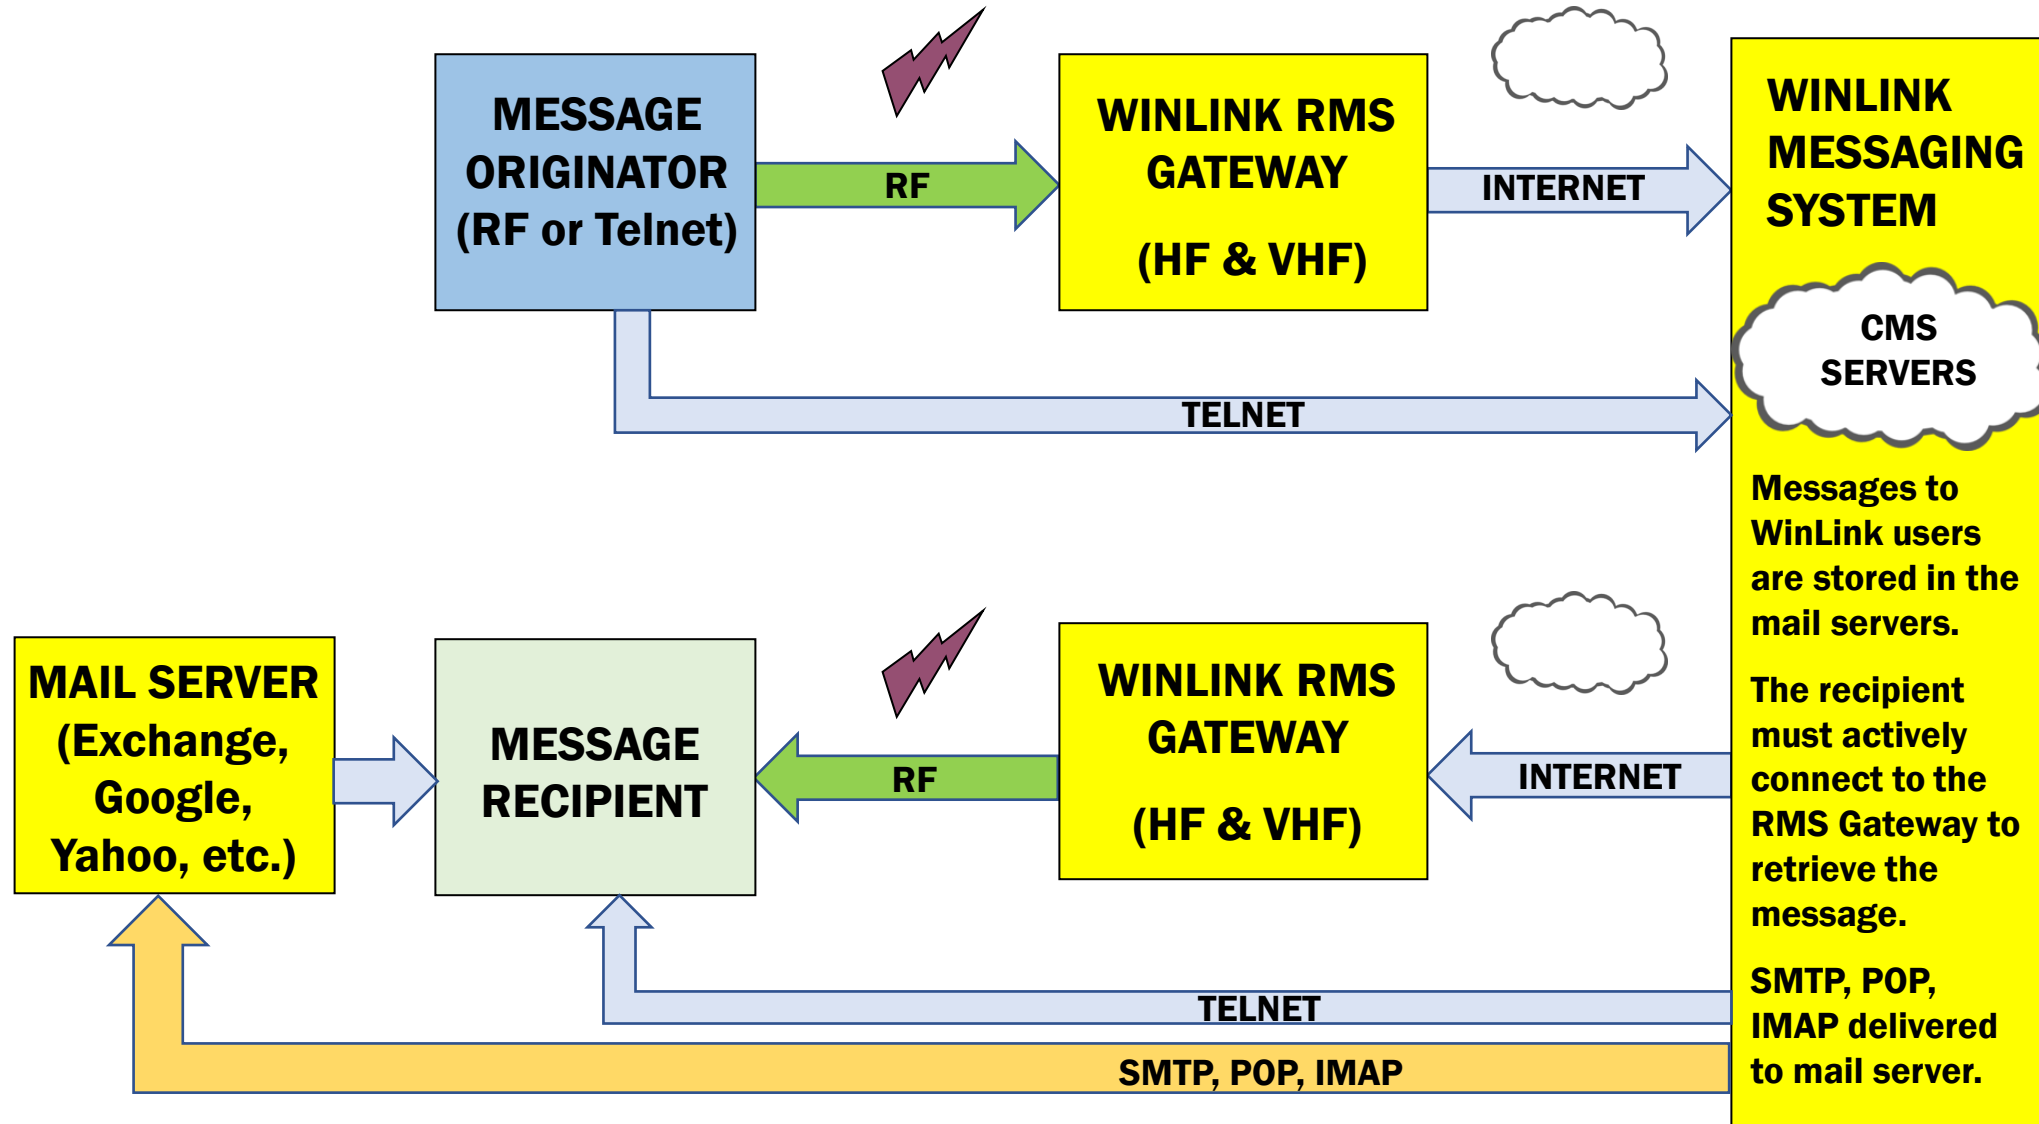 MESSAGE
ORIGINATOR
(RF or Telnet)
RF
WINLINK RMS
GATEWAY
(HF & VHF)
INTERNET
WINLINK
MESSAGING
SYSTEM
CMS
SERVERS
TELNET
Messages to
WinLink users
are stored in the
mail servers.
The recipient
must actively
connect to the
RMS Gateway to
retrieve the
message.
SMTP, POP,
IMAP delivered
to mail server.
MAIL SERVER
(Exchange,
Google,
Yahoo, etc.)
MESSAGE
RECIPIENT
RF
WINLINK RMS
GATEWAY
(HF & VHF)
INTERNET
TELNET
SMTP, POP, IMAP